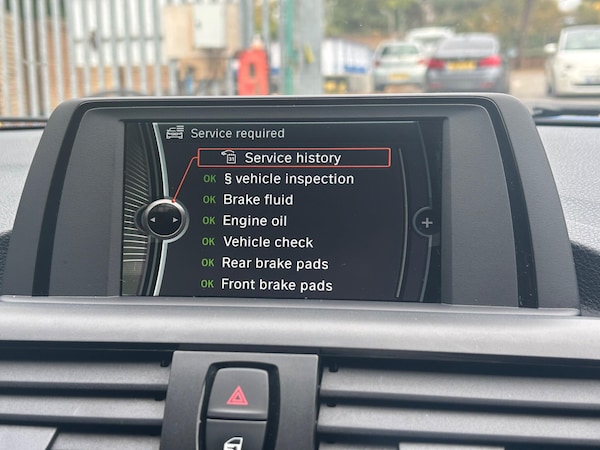 Service required
31 Service history
OK § vehicle inspection
OK Brake fluid
OK Engine oil
OK Vehicle check
OK Rear brake pads
OK Front brake pads